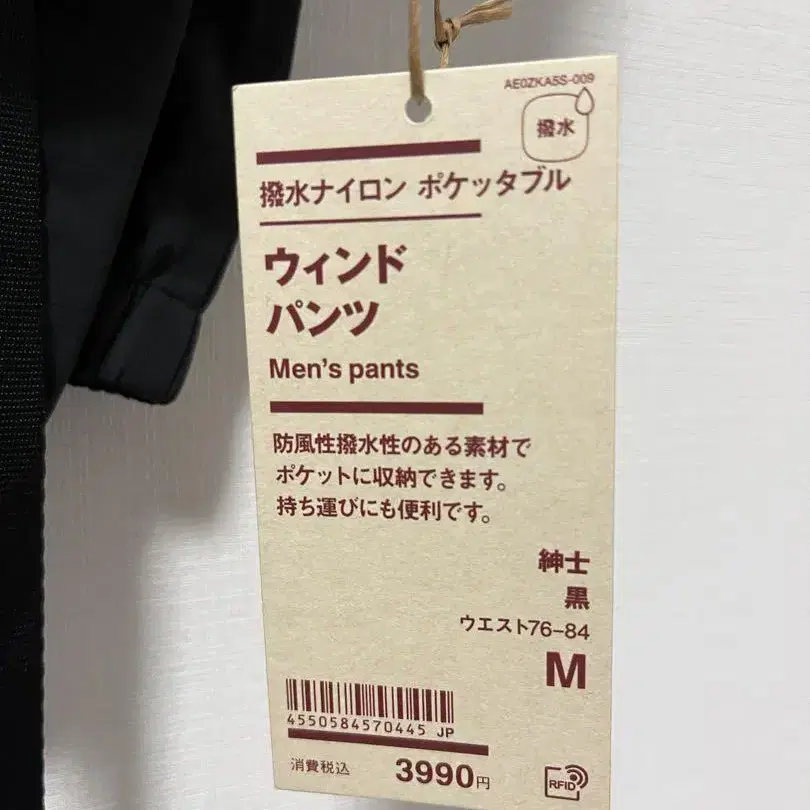 AE0ZKA5S-009
撥水
撥水ナイロン ポケッタブル
ウィンド
パンツ
Men's pants
防風性撥水性のある素材で
ポケットに収納できます。
持ち運びにも便利です。
紳士
黒
ウエスト76-84
M
4550584570445 JP
消費税込 3990円
RFID